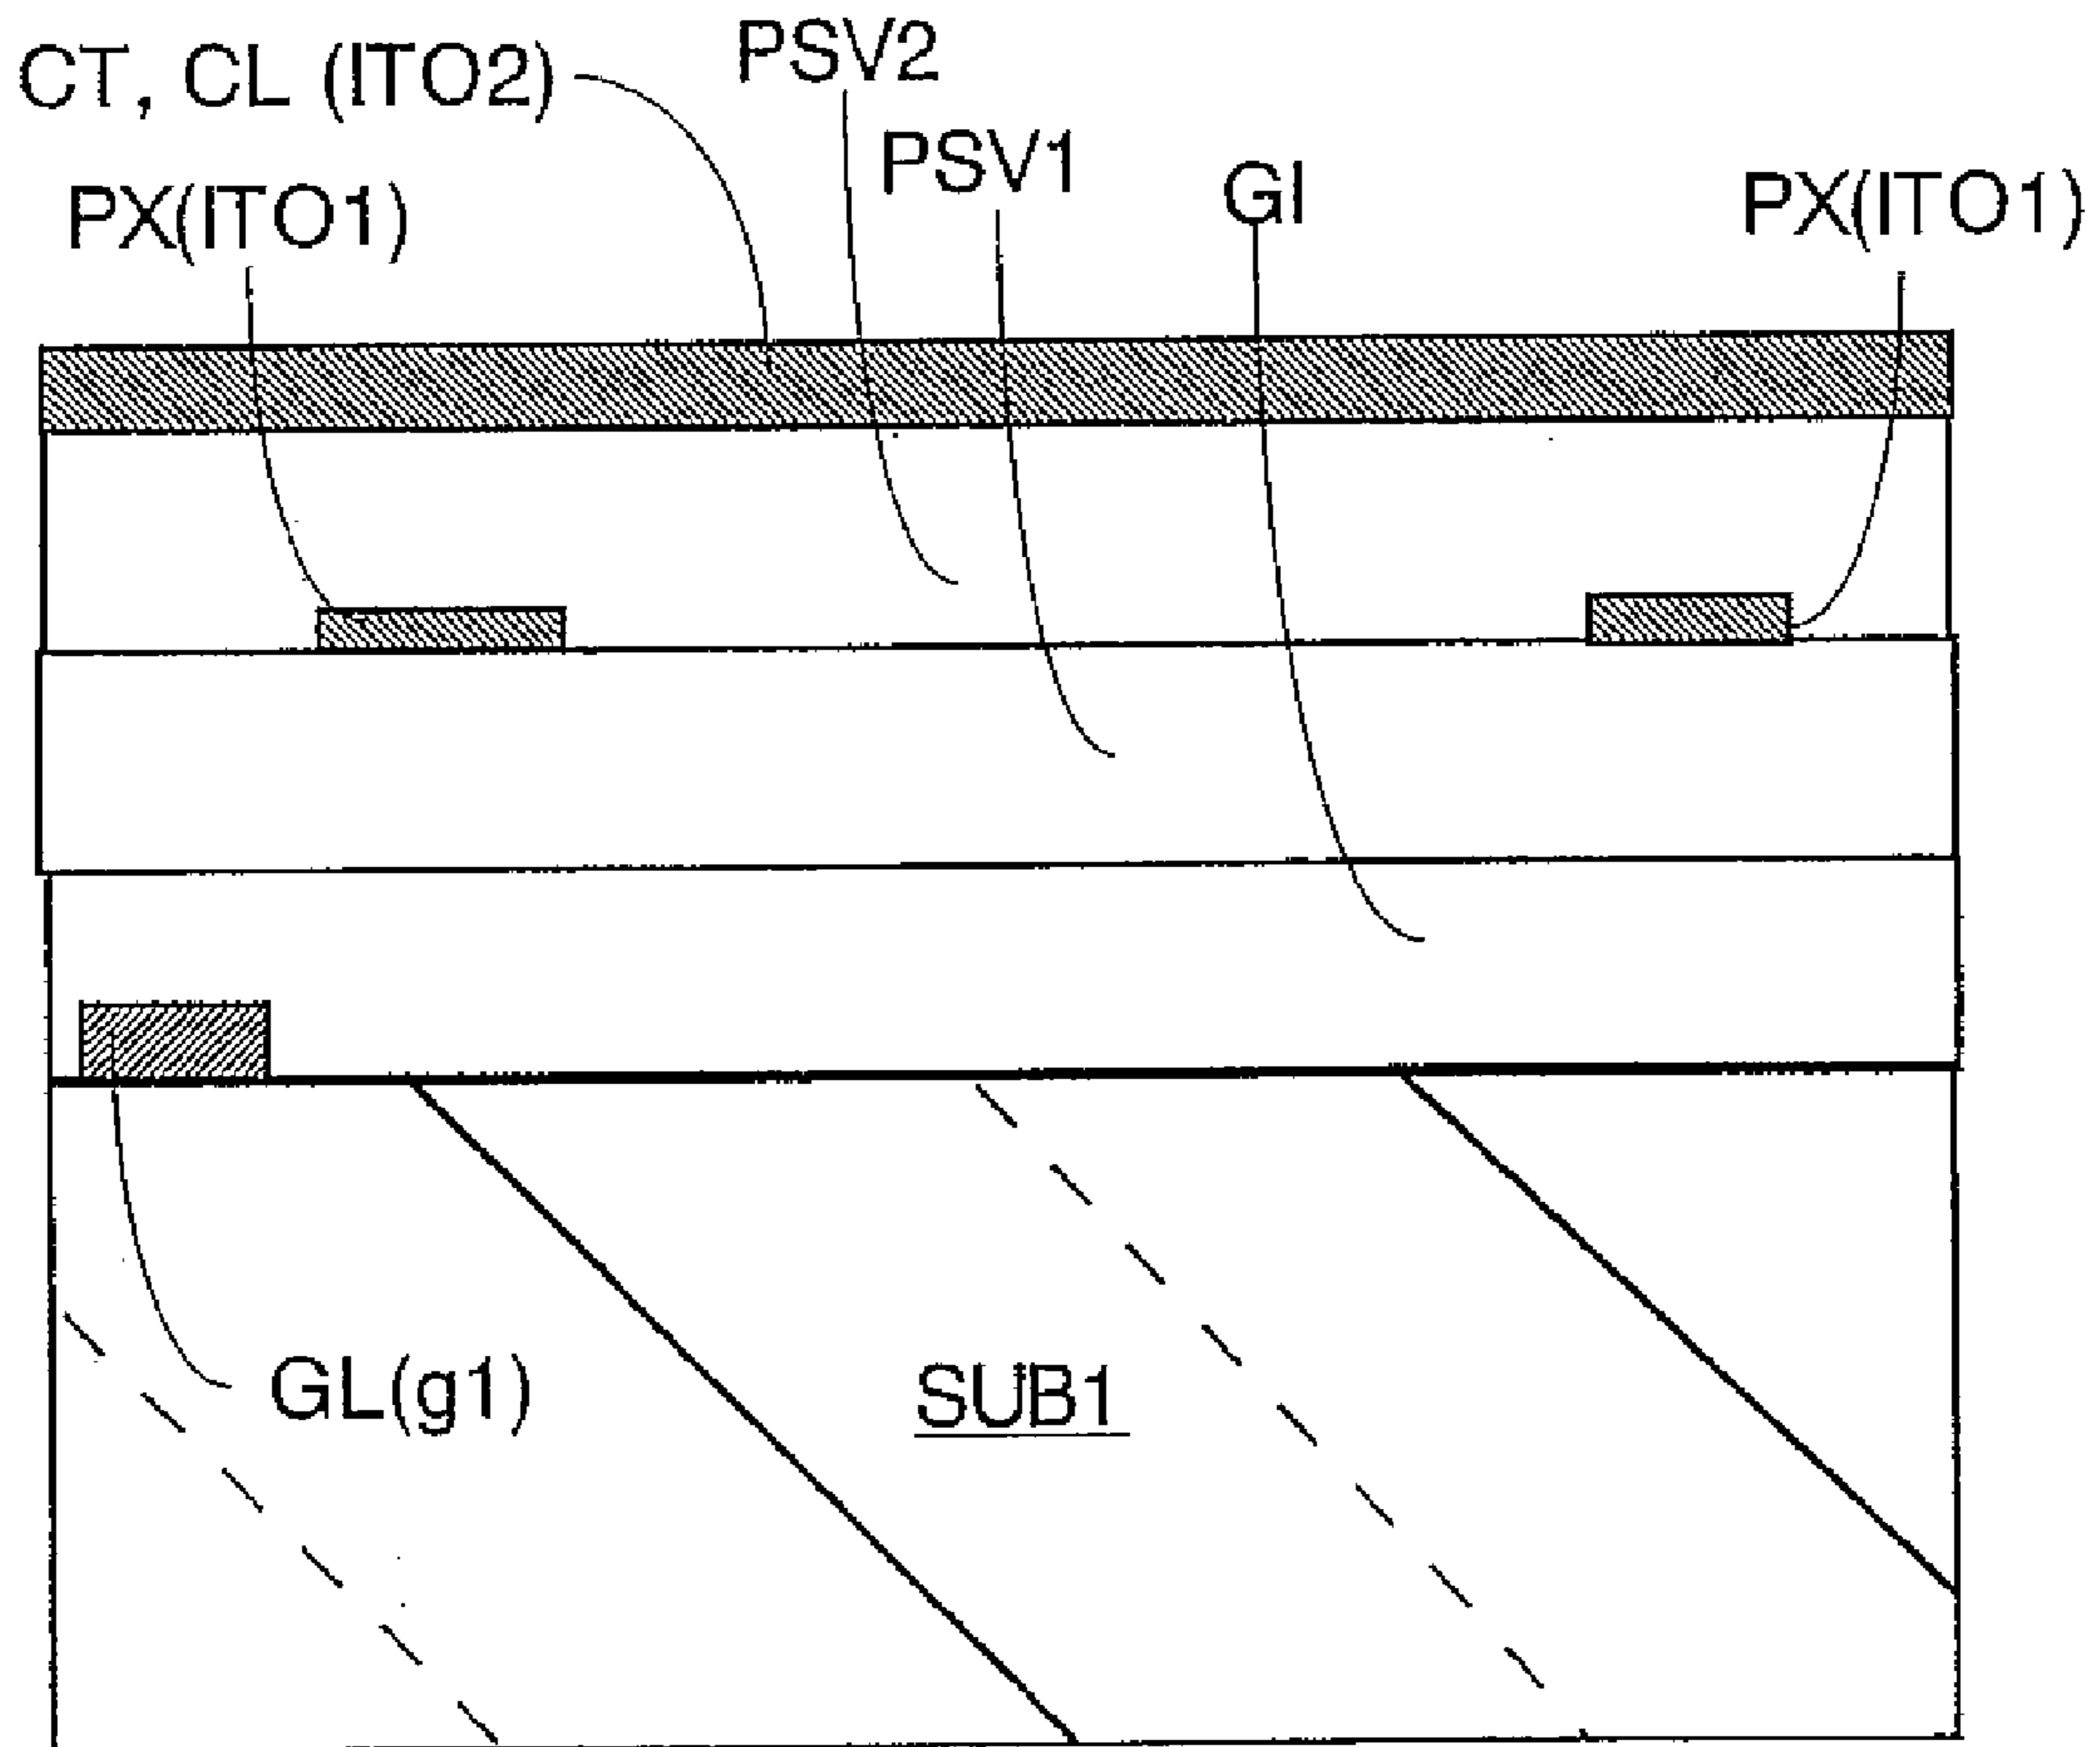 CT, CL (ITO2)
PSV2
PSV1
GI
PX(ITO1)
PX(ITO1)
GL(g1)
SUB1